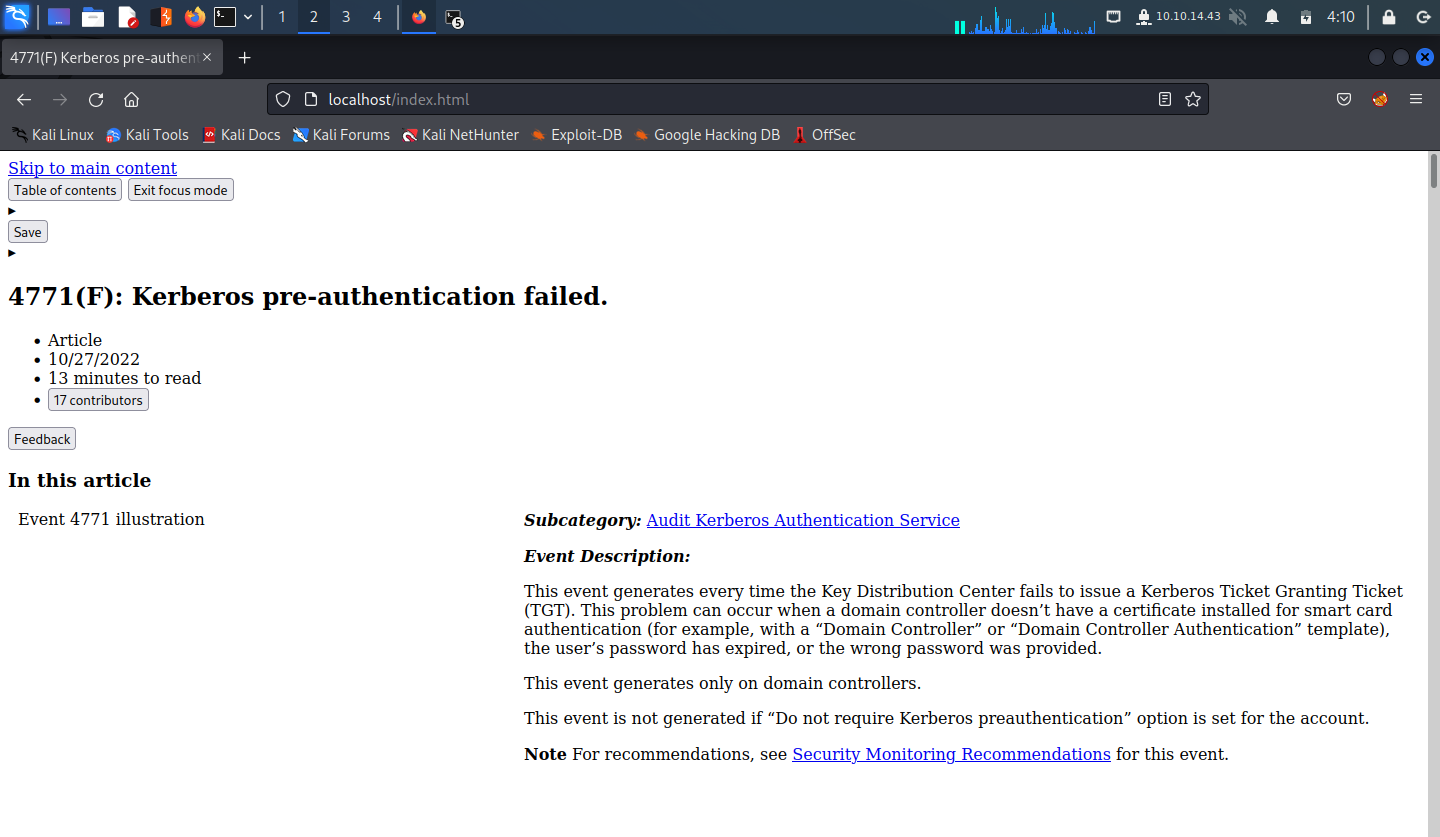 1 2 3 4 5 10.10.14.43 4:10
4771(F) Kerberos pre-authent
localhost/index.html
Kali Linux Kali Tools Kali Docs Kali Forums Kali NetHunter Exploit-DB Google Hacking DB OffSec
Skip to main content
Table of contents Exit focus mode
Save
4771(F): Kerberos pre-authentication failed.
Article
10/27/2022
13 minutes to read
17 contributors
Feedback
In this article
Event 4771 illustration
Subcategory: Audit Kerberos Authentication Service
Event Description:
This event generates every time the Key Distribution Center fails to issue a Kerberos Ticket Granting Ticket
(TGT). This problem can occur when a domain controller doesn’t have a certificate installed for smart card
authentication (for example, with a “Domain Controller” or “Domain Controller Authentication” template),
the user’s password has expired, or the wrong password was provided.
This event generates only on domain controllers.
This event is not generated if “Do not require Kerberos preauthentication” option is set for the account.
Note For recommendations, see Security Monitoring Recommendations for this event.